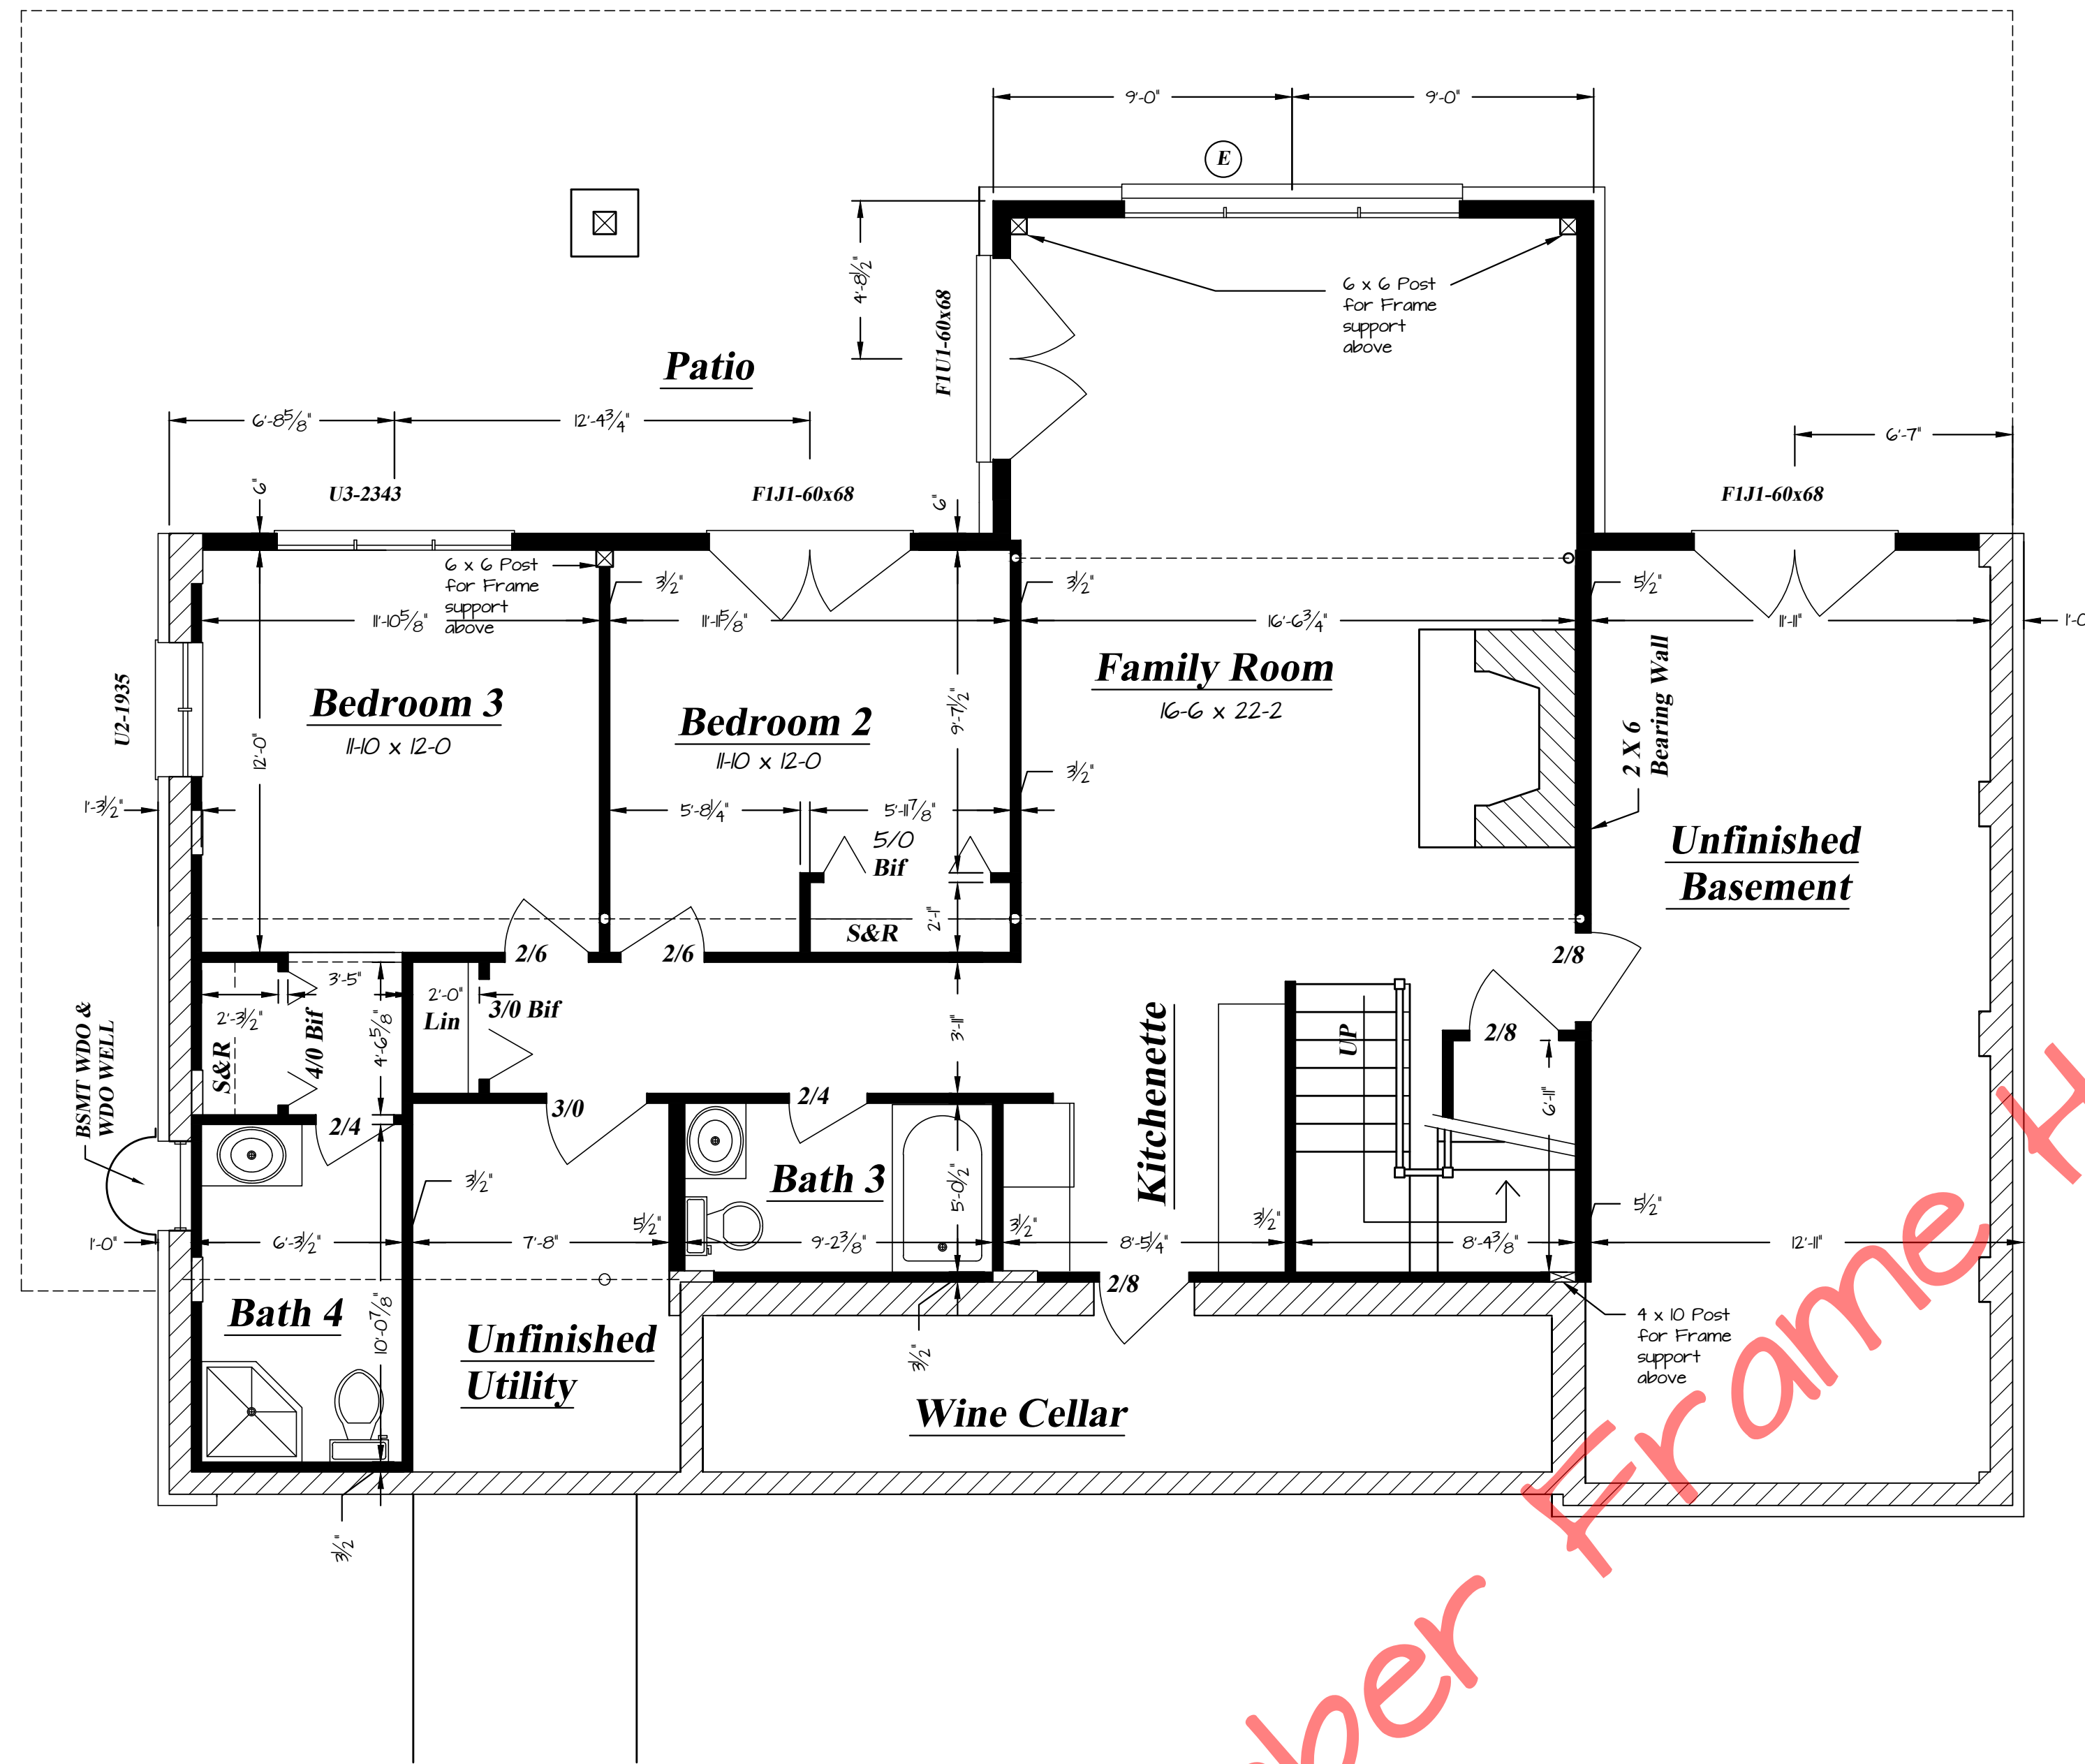 9'-0"
9'-0"
E
4'-8½"
F1U1-60x68
6 x 6 Post
for Frame
support
above
Patio
6'-8⅝"
12'-4¾"
6'-7"
6"
U3-2343
F1J1-60x68
6"
F1J1-60x68
6 x 6 Post
for Frame
support
above
3½"
3½"
5½"
11'-10⅝"
11'-11⅝"
16'-6¾"
11'-11"
U2-1935
12'-0"
Bedroom 3
11-10 x 12-0
Bedroom 2
11-10 x 12-0
9'-7½"
Family Room
16-6 x 22-2
3½"
2 X 6
Bearing Wall
1'-3½"
5'-8¼"
5'-11⅞"
5/0
Bif
Unfinished
Basement
2'-1"
S&R
2/6
2/6
2/8
BSMT WDO &
WDO WELL
3'-5"
2'-3½"
S&R
4/0 Bif
4'-6⅝"
2'-0"
Lin
3/0 Bif
3'-11"
Kitchenette
UP
2/8
6'-11"
2/4
3/0
2/4
3½"
Bath 3
5'-0½"
5½"
3½"
3½"
5½"
1'-0"
6'-3½"
7'-8"
9'-2⅜"
8'-5¼"
8'-4⅜"
12'-11"
2/8
Bath 4
10'-0⅞"
Unfinished
Utility
3½"
Wine Cellar
4 x 10 Post
for Frame
support
above
3½"
ber Frame H